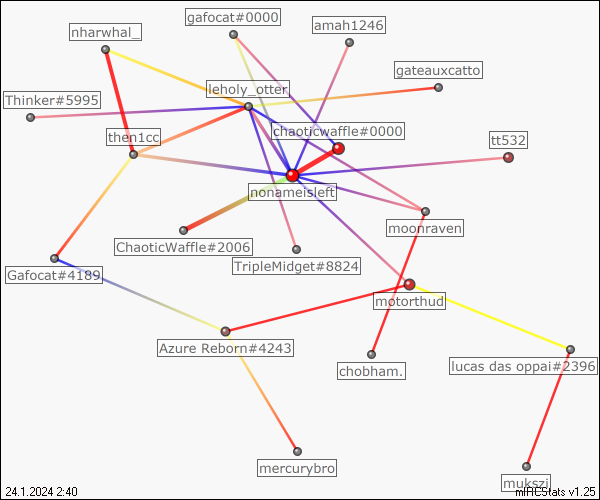 gafocat#0000
amah1246
nharwhal_
gateauxcatto
leholy_otter
Thinker#5995
chaoticwaffle#0000
then1cc
tt532
nonameisleft
moonraven
ChaoticWaffle#2006
TripleMidget#8824
Gafocat#4189
motorthud
Azure Reborn#4243
lucas das oppai#2396
chobham.
mercurybro
mukszi
24.1.2024 2:40
mIRCStats v1.25